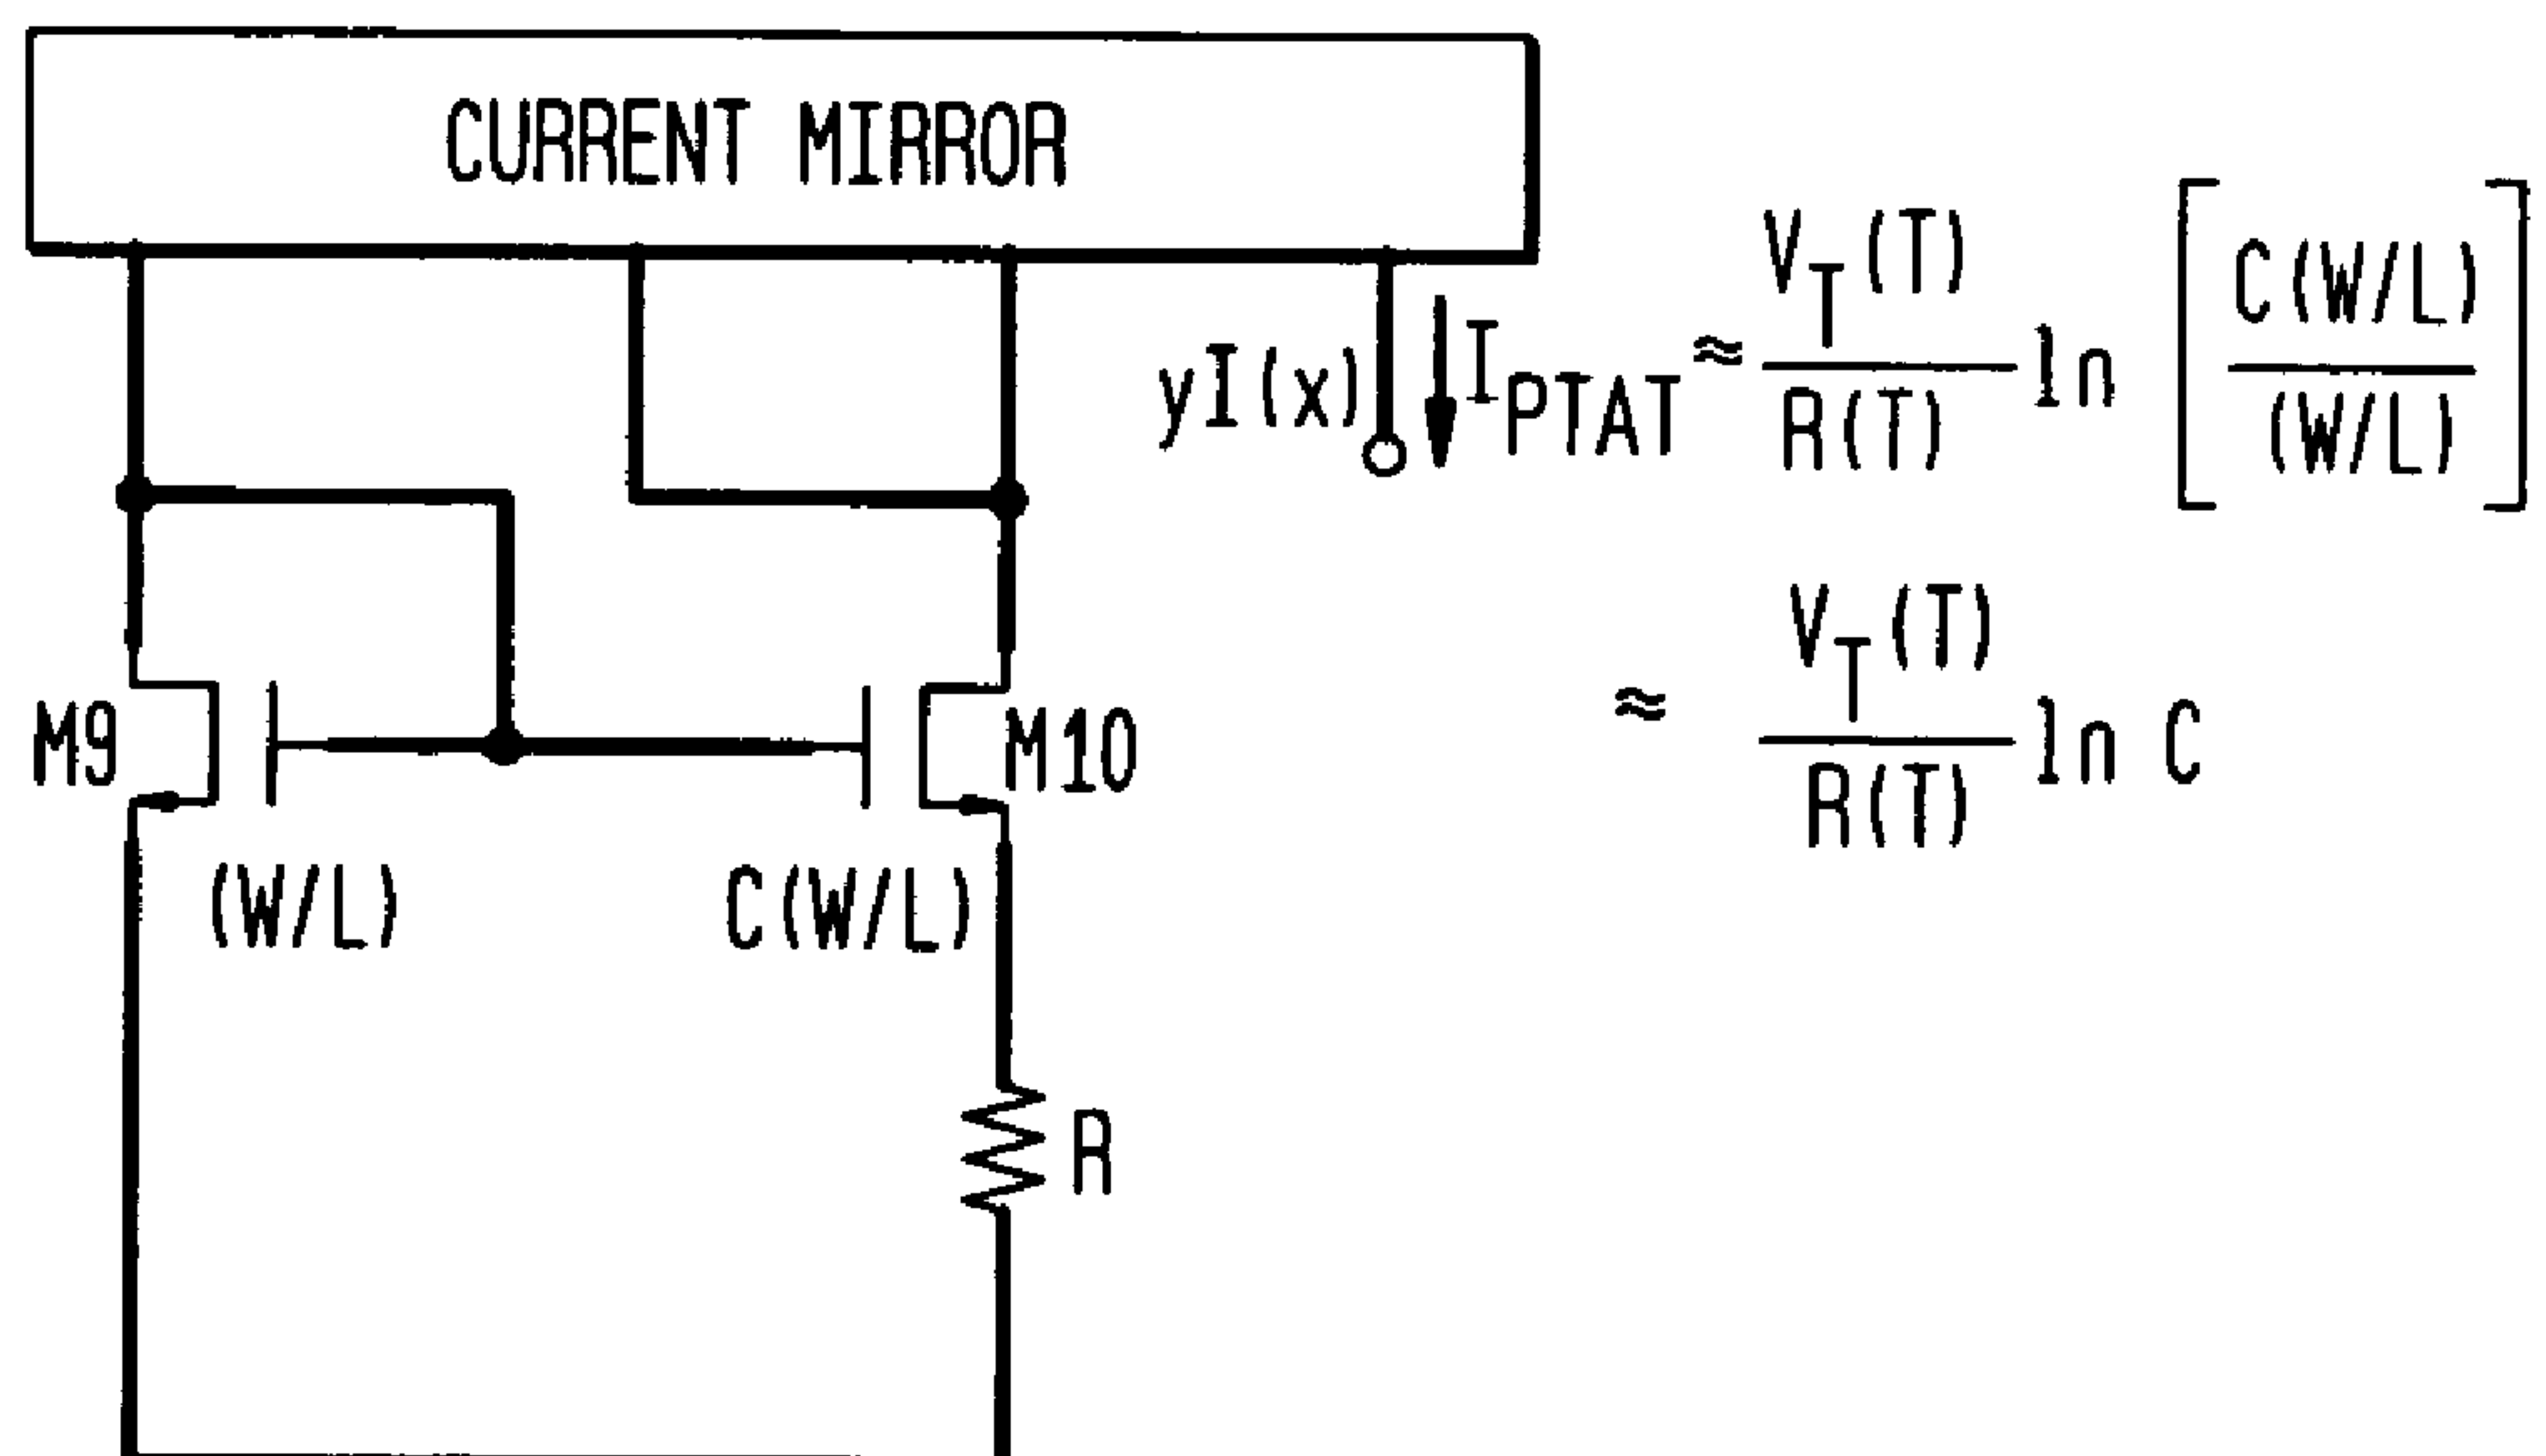 CURRENT MIRROR
yI(x)
I_PTAT ≈ V_T(T) / R(T) ln [ C(W/L) / (W/L) ]
≈ V_T(T) / R(T) ln C
M9
M10
(W/L)
C(W/L)
R